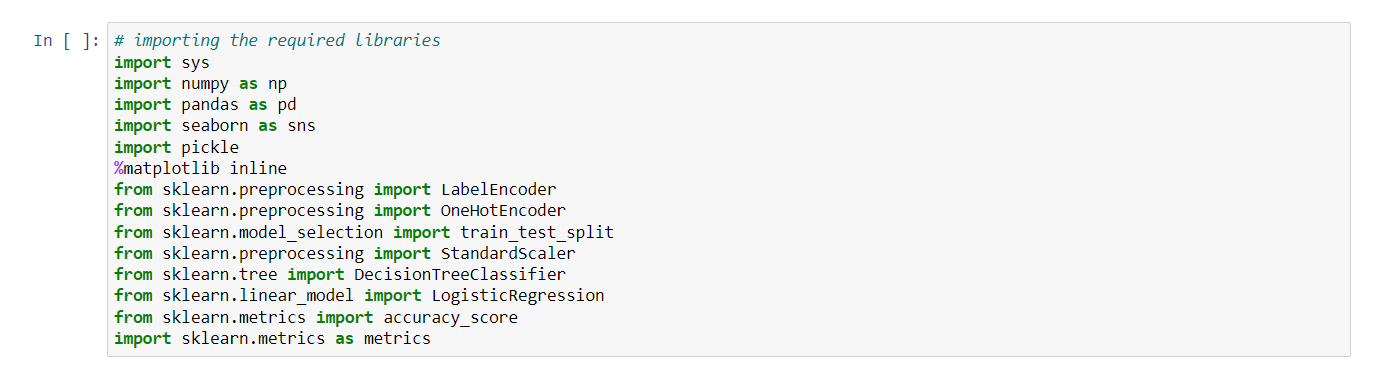 In [ ]: # importing the required libraries
import sys
import numpy as np
import pandas as pd
import seaborn as sns
import pickle
%matplotlib inline
from sklearn.preprocessing import LabelEncoder
from sklearn.preprocessing import OneHotEncoder
from sklearn.model_selection import train_test_split
from sklearn.preprocessing import StandardScaler
from sklearn.tree import DecisionTreeClassifier
from sklearn.linear_model import LogisticRegression
from sklearn.metrics import accuracy_score
import sklearn.metrics as metrics